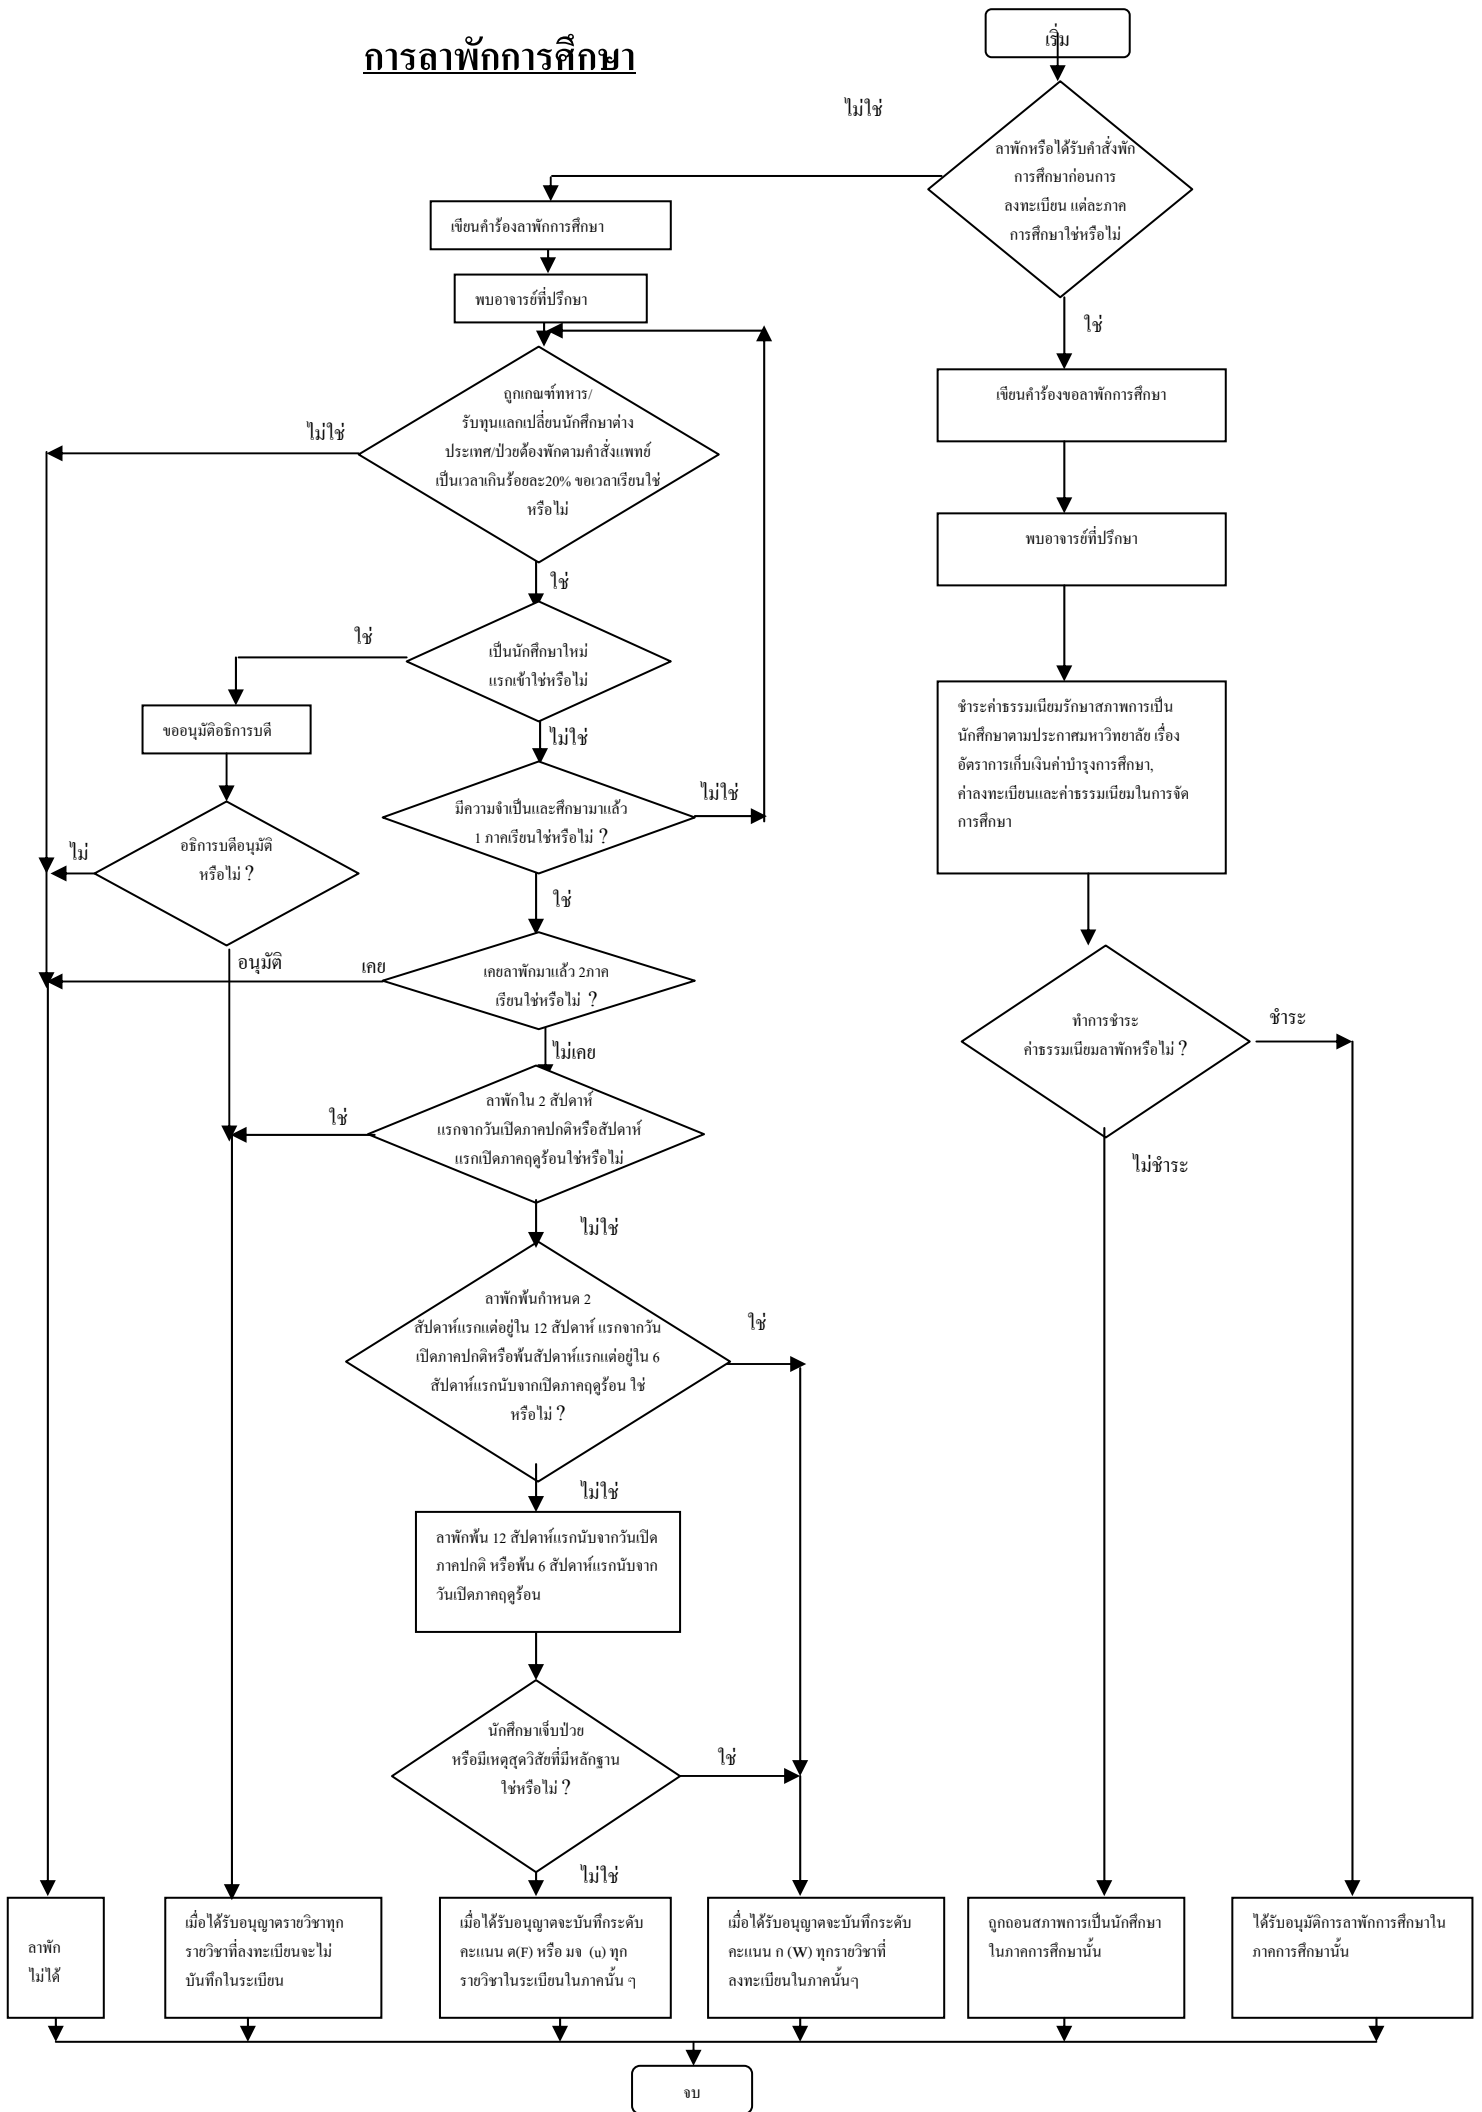 การลาพักการศึกษา
เริ่ม
ไม่ใช่
ลาพักหรือได้รับคำสั่งพัก
การศึกษาก่อนการ
ลงทะเบียน แต่ละภาค
การศึกษาใช่หรือไม่
เขียนคำร้องลาพักการศึกษา
พบอาจารย์ที่ปรึกษา
ใช่
เขียนคำร้องขอลาพักการศึกษา
ถูกเกณฑ์ทหาร/
รับทุนแลกเปลี่ยนนักศึกษาต่าง
ประเทศ/ป่วยต้องพักตามคำสั่งแพทย์
เป็นเวลาเกินร้อยละ20% ขอเวลาเรียนใช่
หรือไม่
ไม่ใช่
พบอาจารย์ที่ปรึกษา
ใช่
ใช่
เป็นนักศึกษาใหม่
แรกเข้าใช่หรือไม่
ขออนุมัติอธิการบดี
ไม่ใช่
ชำระค่าธรรมเนียมรักษาสภาพการเป็น
นักศึกษาตามประกาศมหาวิทยาลัย เรื่อง
อัตราการเก็บเงินค่าบำรุงการศึกษา,
ค่าลงทะเบียนและค่าธรรมเนียมในการจัด
การศึกษา
มีความจำเป็นและศึกษามาแล้ว
1 ภาคเรียนใช่หรือไม่ ?
ไม่ใช่
อธิการบดีอนุมัติ
หรือไม่ ?
ไม่
ใช่
อนุมัติ
เคย
เคยลาพักมาแล้ว 2ภาค
เรียนใช่หรือไม่ ?
ทำการชำระ
ค่าธรรมเนียมลาพักหรือไม่ ?
ชำระ
ไม่เคย
ใช่
ลาพักใน 2 สัปดาห์
แรกจากวันเปิดภาคปกติหรือสัปดาห์
แรกเปิดภาคฤดูร้อนใช่หรือไม่
ไม่ชำระ
ไม่ใช่
ลาพักพ้นกำหนด 2
สัปดาห์แรกแต่อยู่ใน 12 สัปดาห์ แรกจากวัน
เปิดภาคปกติหรือพ้นสัปดาห์แรกแต่อยู่ใน 6
สัปดาห์แรกนับจากเปิดภาคฤดูร้อน ใช่
หรือไม่ ?
ใช่
ไม่ใช่
ลาพักพ้น 12 สัปดาห์แรกนับจากวันเปิด
ภาคปกติ หรือพ้น 6 สัปดาห์แรกนับจาก
วันเปิดภาคฤดูร้อน
นักศึกษาเจ็บป่วย
หรือมีเหตุสุดวิสัยที่มีหลักฐาน
ใช่หรือไม่ ?
ใช่
ไม่ใช่
ลาพัก
ไม่ได้
เมื่อได้รับอนุญาตรายวิชาทุก
รายวิชาที่ลงทะเบียนจะไม่
บันทึกในระเบียน
เมื่อได้รับอนุญาตจะบันทึกระดับ
คะแนน ต(F) หรือ มจ (u) ทุก
รายวิชาในระเบียนในภาคนั้น ๆ
เมื่อได้รับอนุญาตจะบันทึกระดับ
คะแนน ก (W) ทุกรายวิชาที่
ลงทะเบียนในภาคนั้นๆ
ถูกถอนสภาพการเป็นนักศึกษา
ในภาคการศึกษานั้น
ได้รับอนุมัติการลาพักการศึกษาใน
ภาคการศึกษานั้น
จบ